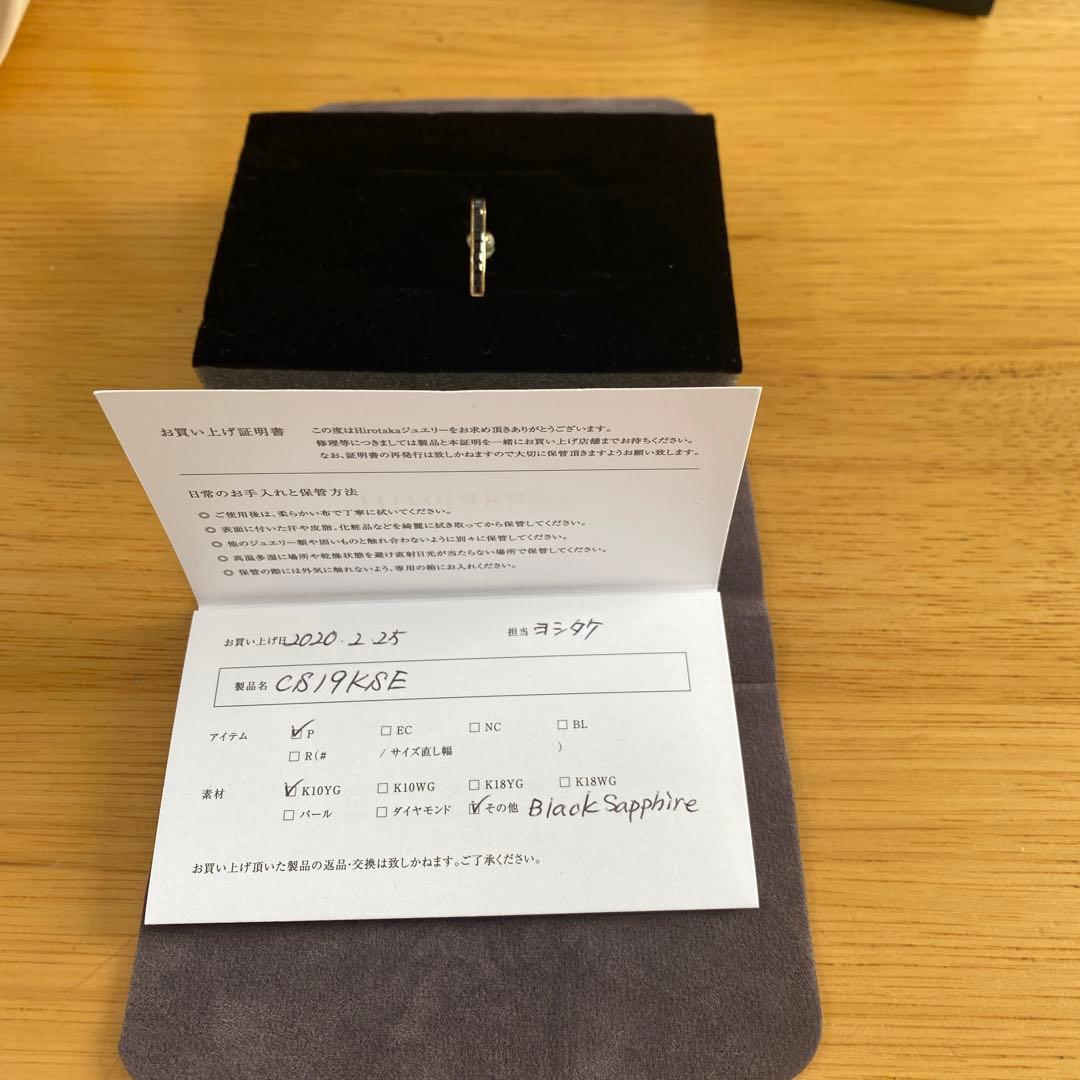 お買い上げ証明書
この度はHirotakaジュエリーをお求め頂きありがとうございます。
修理等につきましては製品と本証明を一緒にお買い上げ店舗までお持ちください。
なお、証明書の再発行は致しかねますので大切に保管頂きますようお願い致します。
日常のお手入れと保管方法
◎ ご使用後は、柔らかい布で丁寧に拭いてください。
◎ 表面に付いた汗や皮脂、化粧品などを綺麗に拭き取ってから保管してください。
◎ 他のジュエリー類や固いものと触れ合わないように別々に保管してください。
◎ 高温多湿に場所や乾燥状態を避け直射日光が当たらない場所で保管してください。
◎ 保管の際には外気に触れないよう、専用の箱にお入れください。
お買い上げ日 2020.2.25 担当 ヨシタケ
製品名 CS19KSE
アイテム ☑ P □ EC □ NC □ BL
□ R(# / サイズ直し幅 )
素材 ☑ K10YG □ K10WG □ K18YG □ K18WG
□ パール □ ダイヤモンド ☑ その他 Black Sapphire
お買い上げ頂いた製品の返品・交換は致しかねます。ご了承ください。